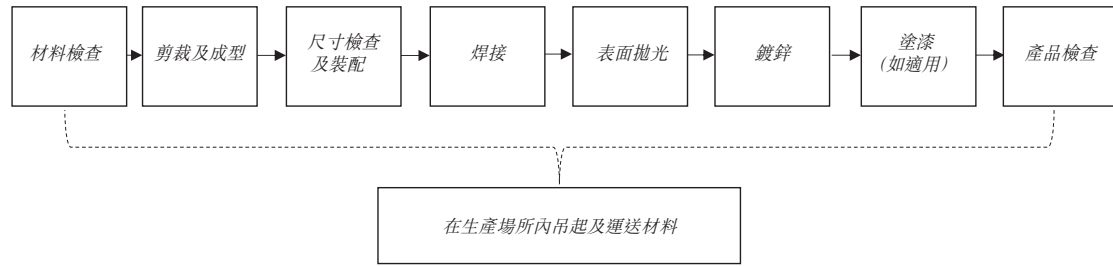 材料檢查
剪裁及成型
尺寸檢查
及裝配
焊接
表面拋光
鍍鋅
塗漆
（如適用）
產品檢查
在生產場所內吊起及運送材料